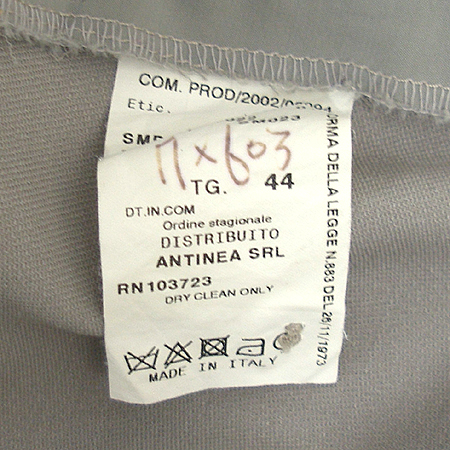 COM. PROD/2002/
Etic.
SM
17x603
TG. 44
DT.IN.COM
Ordine stagionale
DISTRIBUITO
ANTINEA SRL
RN103723
DRY CLEAN ONLY
MADE IN ITALY
DELLA LEGGE N.883 DEL 26/11/1973